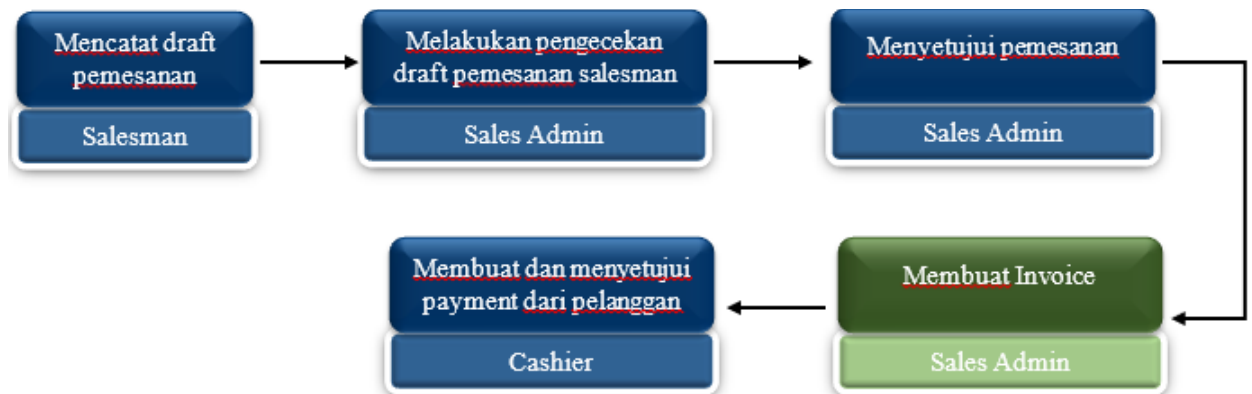 Mencatat draft
pemesanan
Salesman
Melakukan pengecekan
draft pemesanan salesman
Sales Admin
Menyetujui pemesanan
Sales Admin
Membuat Invoice
Sales Admin
Membuat dan menyetujui
payment dari pelanggan
Cashier